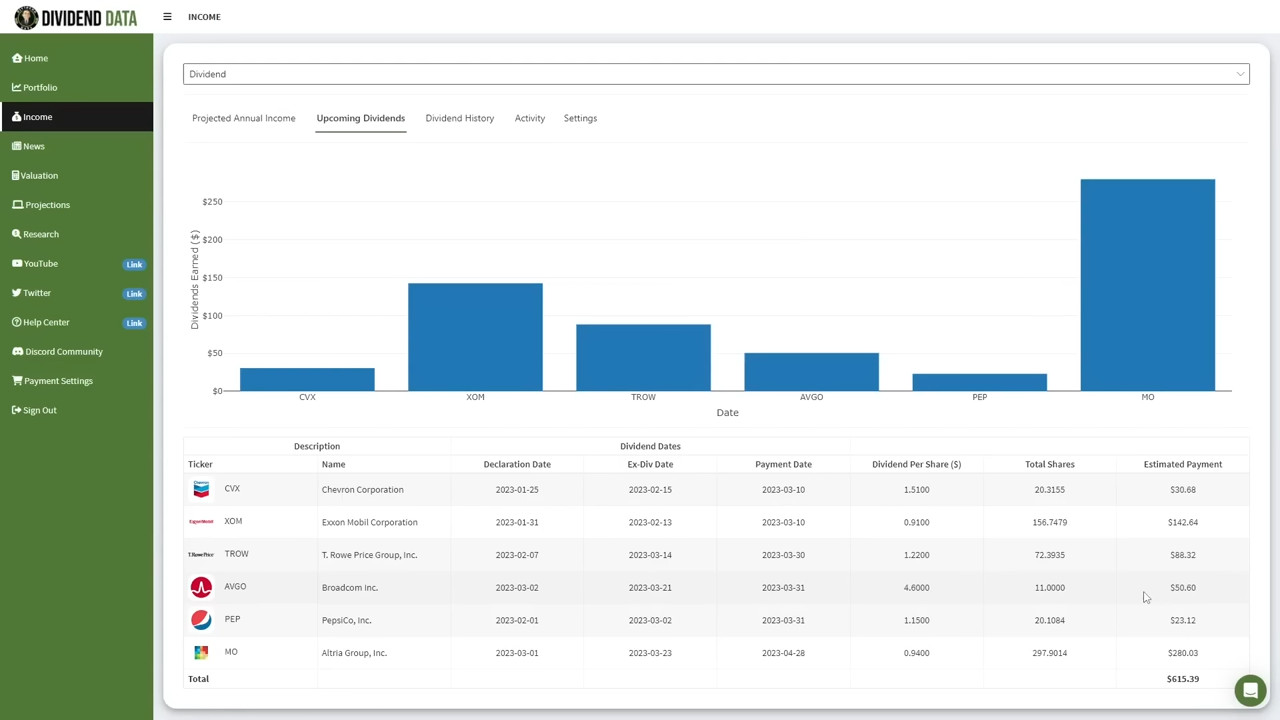 DIVIDEND DATA
INCOME
Home
Portfolio
Income
News
Valuation
Projections
Research
YouTube Link
Twitter Link
Help Center Link
Discord Community
Payment Settings
Sign Out
Dividend
Projected Annual Income Upcoming Dividends Dividend History Activity Settings
Dividends Earned ($)
$250
$200
$150
$100
$50
$0
CVX XOM TROW AVGO PEP MO
Date
Description Dividend Dates
Ticker Name Declaration Date Ex-Div Date Payment Date Dividend Per Share ($) Total Shares Estimated Payment
CVX Chevron Corporation 2023-01-25 2023-02-15 2023-03-10 1.5100 20.3155 $30.68
ExxonMobil XOM Exxon Mobil Corporation 2023-01-31 2023-02-13 2023-03-10 0.9100 156.7479 $142.64
T.RowePrice TROW T. Rowe Price Group, Inc. 2023-02-07 2023-03-14 2023-03-30 1.2200 72.3935 $88.32
AVGO Broadcom Inc. 2023-03-02 2023-03-21 2023-03-31 4.6000 11.0000 $50.60
PEP PepsiCo, Inc. 2023-02-01 2023-03-02 2023-03-31 1.1500 20.1084 $23.12
MO Altria Group, Inc. 2023-03-01 2023-03-23 2023-04-28 0.9400 297.9014 $280.03
Total $615.39